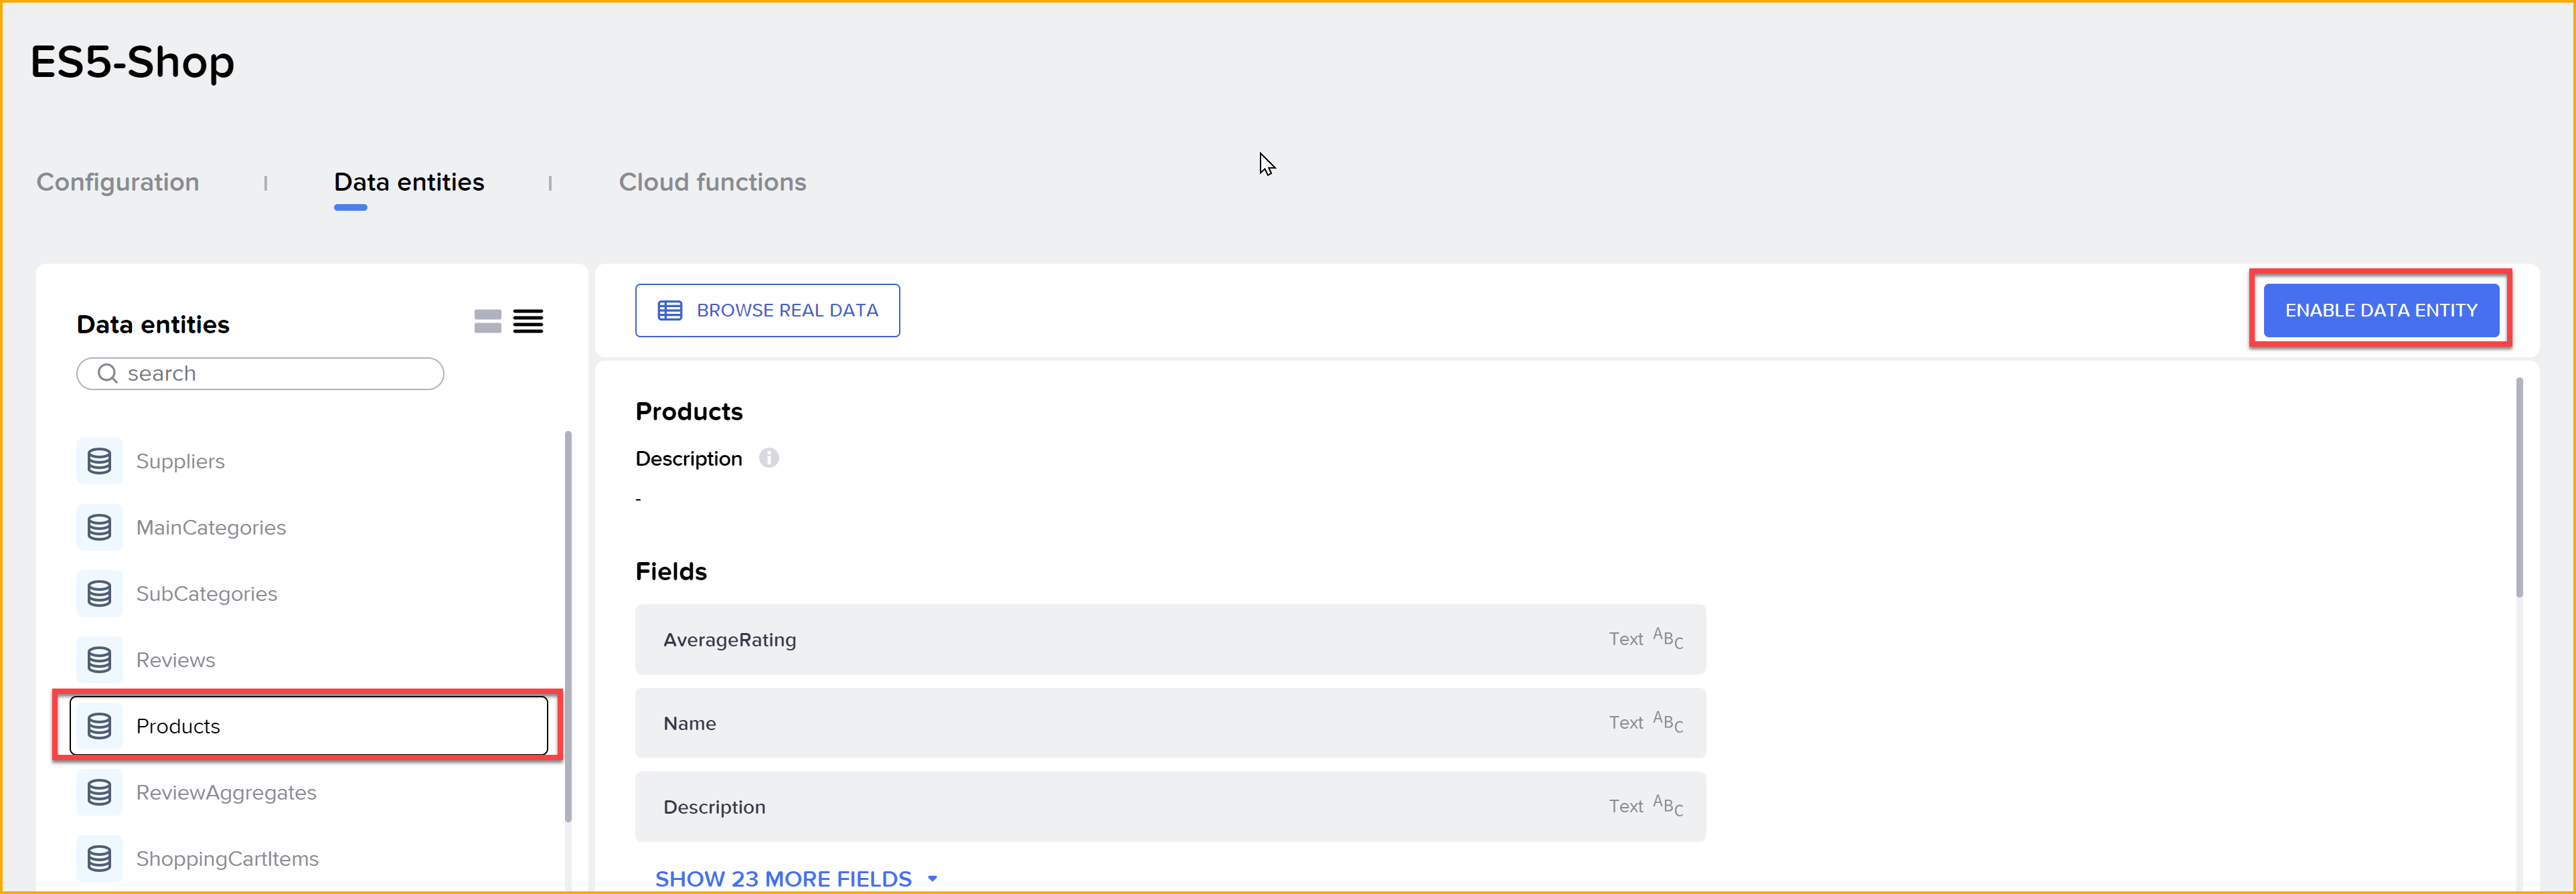 ES5-Shop
Configuration
Data entities
Cloud functions
Data entities
search
Suppliers
MainCategories
SubCategories
Reviews
Products
ReviewAggregates
ShoppingCartItems
BROWSE REAL DATA
ENABLE DATA ENTITY
Products
Description
-
Fields
AverageRating Text ABC
Name Text ABC
Description Text ABC
SHOW 23 MORE FIELDS